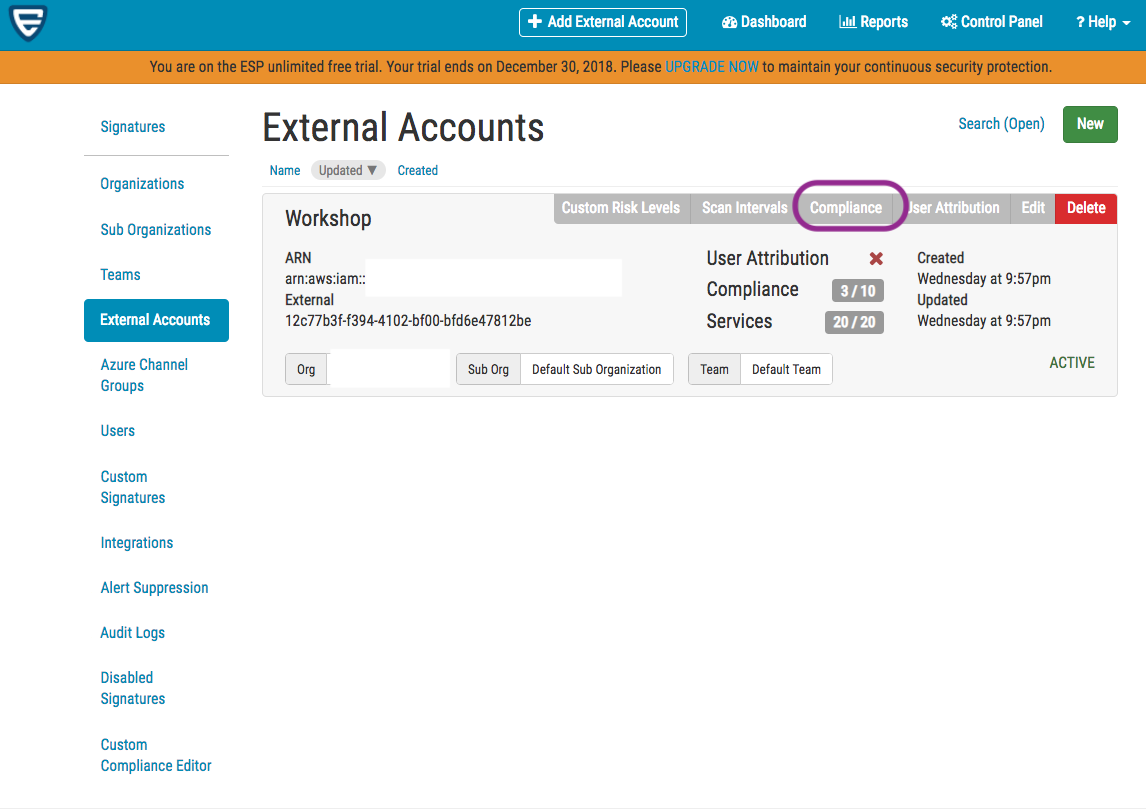 Add External Account
Dashboard
Reports
Control Panel
? Help
You are on the ESP unlimited free trial. Your trial ends on December 30, 2018. Please UPGRADE NOW to maintain your continuous security protection.
Signatures
Organizations
Sub Organizations
Teams
External Accounts
Azure Channel
Groups
Users
Custom
Signatures
Integrations
Alert Suppression
Audit Logs
Disabled
Signatures
Custom
Compliance Editor
External Accounts
Search (Open)
New
Name
Updated ▼
Created
Workshop
Custom Risk Levels
Scan Intervals
Compliance
User Attribution
Edit
Delete
ARN
arn:aws:iam::
External
12c77b3f-f394-4102-bf00-bfd6e47812be
User Attribution
Compliance 3 / 10
Services 20 / 20
Created
Wednesday at 9:57pm
Updated
Wednesday at 9:57pm
Org
Sub Org Default Sub Organization
Team Default Team
ACTIVE